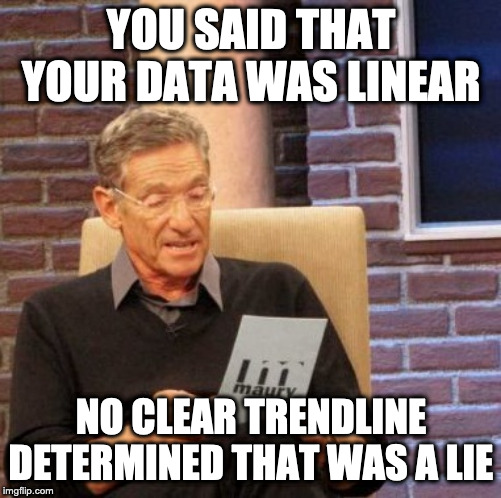 YOU SAID THAT
YOUR DATA WAS LINEAR
maury
NO CLEAR TRENDLINE
DETERMINED THAT WAS A LIE
imgflip.com